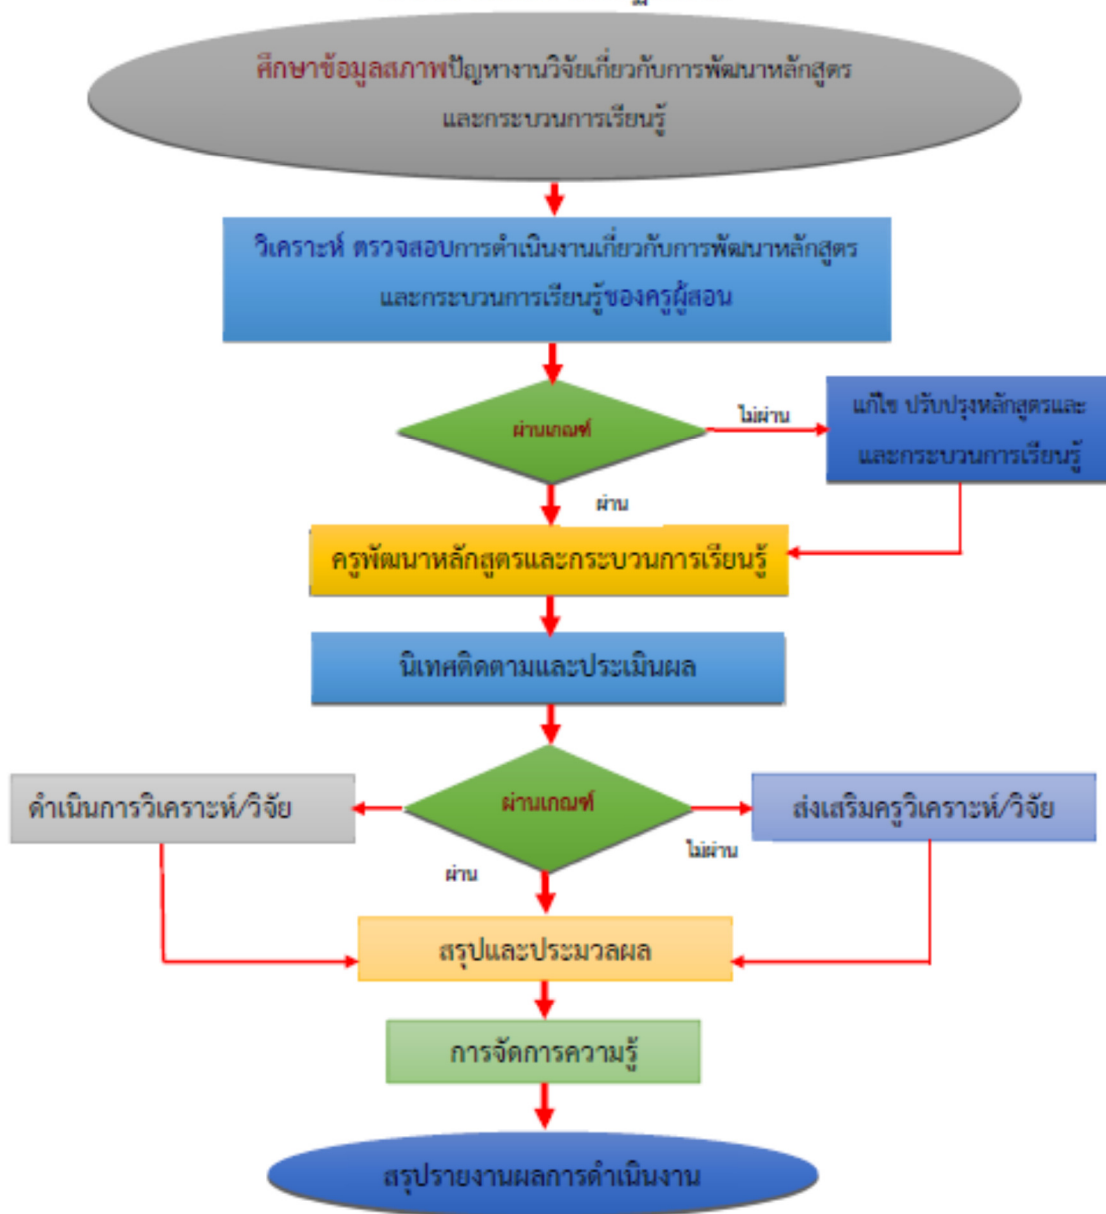 ศึกษาข้อมูลสภาพปัญหางานวิจัยเกี่ยวกับการพัฒนาหลักสูตร
และกระบวนการเรียนรู้
วิเคราะห์ ตรวจสอบการดำเนินงานเกี่ยวกับการพัฒนาหลักสูตร
และกระบวนการเรียนรู้ของครูผู้สอน
ผ่านเกณฑ์
ไม่ผ่าน
แก้ไข ปรับปรุงหลักสูตรและ
และกระบวนการเรียนรู้
ผ่าน
ครูพัฒนาหลักสูตรและกระบวนการเรียนรู้
นิเทศติดตามและประเมินผล
ดำเนินการวิเคราะห์/วิจัย
ผ่านเกณฑ์
ส่งเสริมครูวิเคราะห์/วิจัย
ไม่ผ่าน
ผ่าน
สรุปและประมวลผล
การจัดการความรู้
สรุปรายงานผลการดำเนินงาน